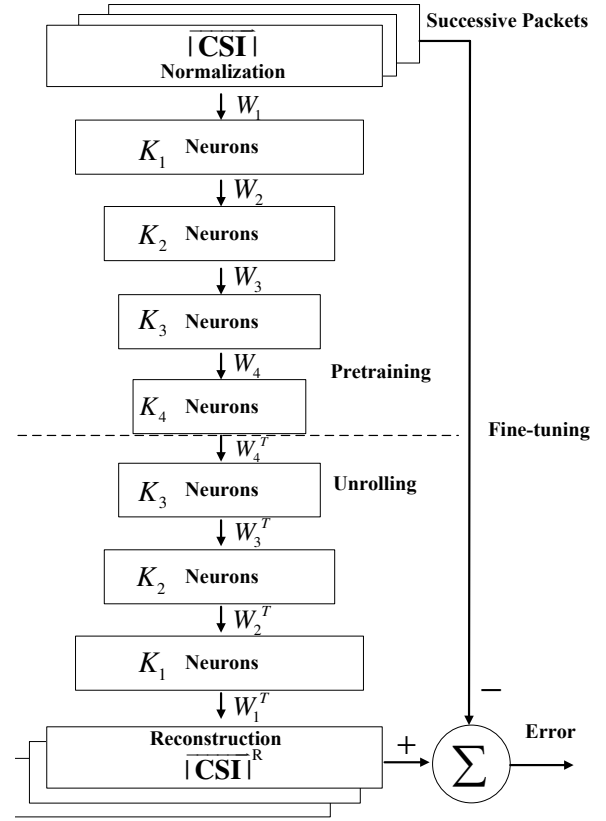 Successive Packets
|CSI|
Normalization
W₁
K₁ Neurons
W₂
K₂ Neurons
W₃
K₃ Neurons
W₄
Pretraining
K₄ Neurons
Fine-tuning
W₄ᵀ
Unrolling
K₃ Neurons
W₃ᵀ
K₂ Neurons
W₂ᵀ
K₁ Neurons
W₁ᵀ
−
Reconstruction
|CSI|ᴿ
+
Σ
Error